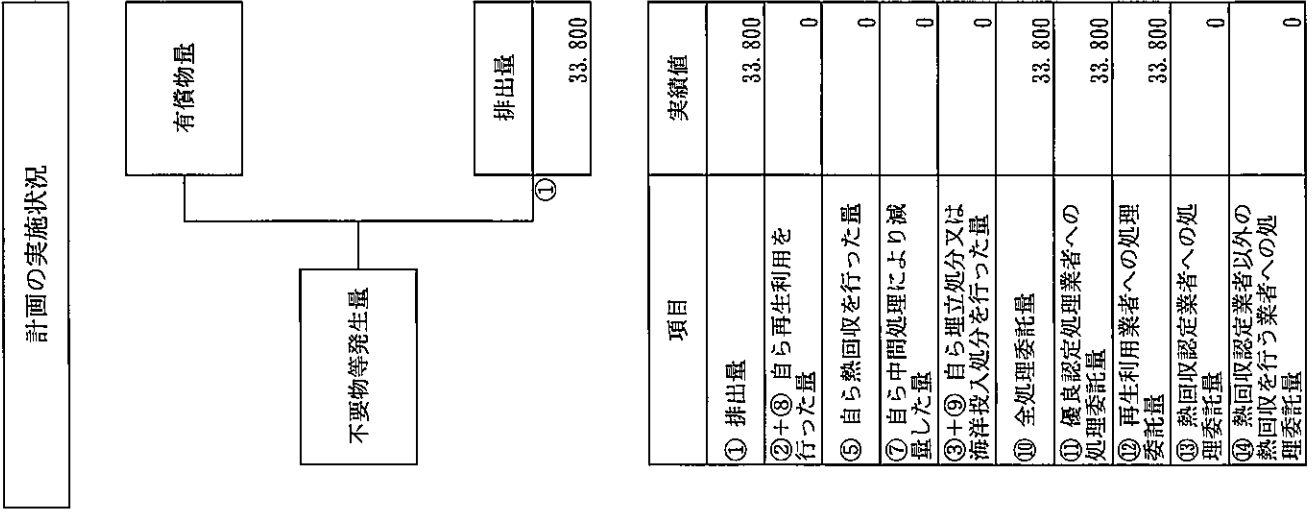 計画の実施状況
有償物量
不要物等発生量
排出量
①
33.800
項目 実績値
① 排出量 33.800
②+⑧ 自ら再生利用を
行った量 0
⑤ 自ら熱回収を行った量 0
⑦ 自ら中間処理により減
量した量 0
③+⑨ 自ら埋立処分又は
海洋投入処分を行った量 0
⑩ 全処理委託量 33.800
⑪ 優良認定処理業者への
処理委託量 33.800
⑫ 再生利用業者への処理
委託量 33.800
⑬ 熱回収認定業者への処
理委託量 0
⑭ 熱回収認定業者以外の
熱回収を行う業者への処
理委託量 0